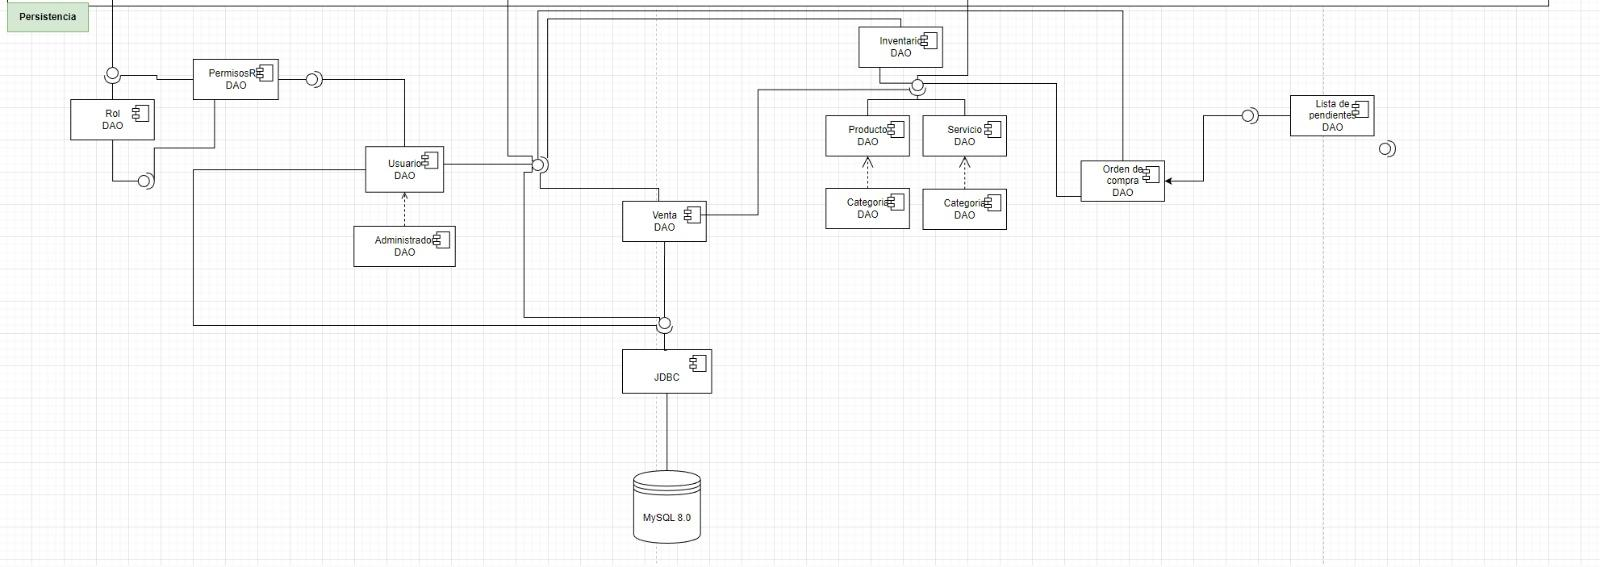 Persistencia
Inventario
DAO
PermisosR
DAO
Rol
DAO
Lista de
pendientes
DAO
Producto
DAO
Servicio
DAO
Usuario
DAO
Orden de
compra
DAO
Categoria
DAO
Categoria
DAO
Venta
DAO
Administrado
DAO
JDBC
MySQL 8.0